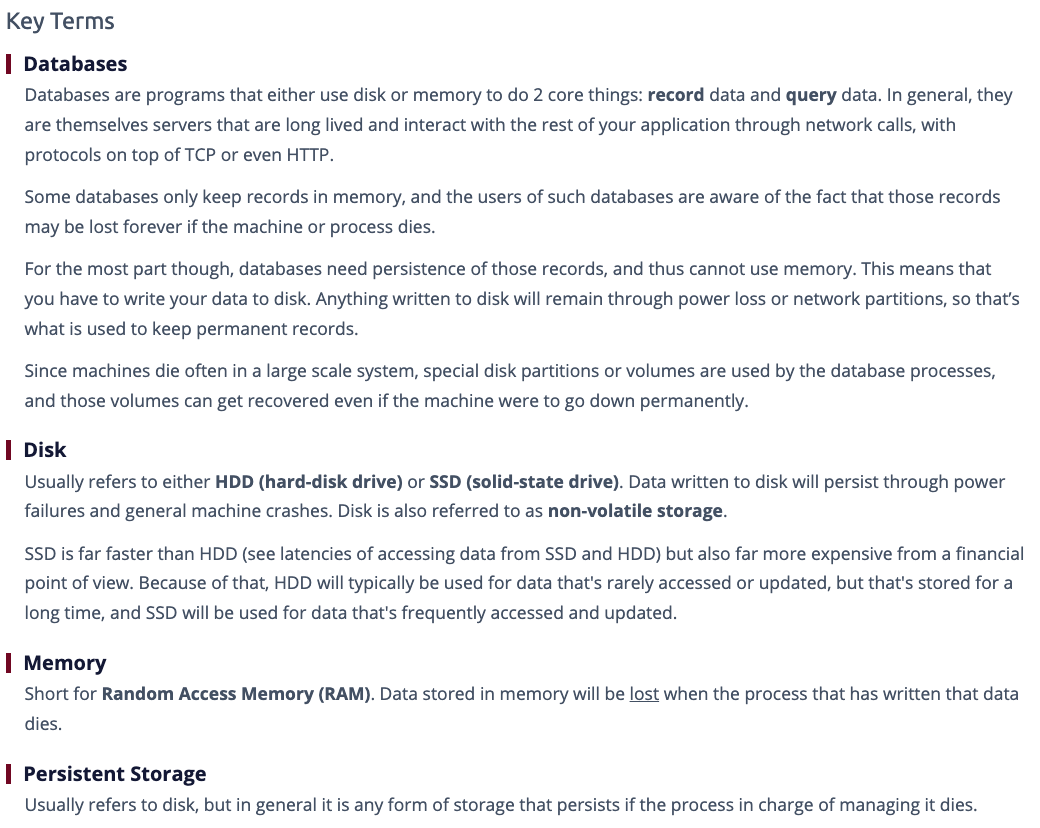 Key Terms
Databases
Databases are programs that either use disk or memory to do 2 core things: record data and query data. In general, they
are themselves servers that are long lived and interact with the rest of your application through network calls, with
protocols on top of TCP or even HTTP.
Some databases only keep records in memory, and the users of such databases are aware of the fact that those records
may be lost forever if the machine or process dies.
For the most part though, databases need persistence of those records, and thus cannot use memory. This means that
you have to write your data to disk. Anything written to disk will remain through power loss or network partitions, so that’s
what is used to keep permanent records.
Since machines die often in a large scale system, special disk partitions or volumes are used by the database processes,
and those volumes can get recovered even if the machine were to go down permanently.
Disk
Usually refers to either HDD (hard-disk drive) or SSD (solid-state drive). Data written to disk will persist through power
failures and general machine crashes. Disk is also referred to as non-volatile storage.
SSD is far faster than HDD (see latencies of accessing data from SSD and HDD) but also far more expensive from a financial
point of view. Because of that, HDD will typically be used for data that's rarely accessed or updated, but that's stored for a
long time, and SSD will be used for data that's frequently accessed and updated.
Memory
Short for Random Access Memory (RAM). Data stored in memory will be lost when the process that has written that data
dies.
Persistent Storage
Usually refers to disk, but in general it is any form of storage that persists if the process in charge of managing it dies.